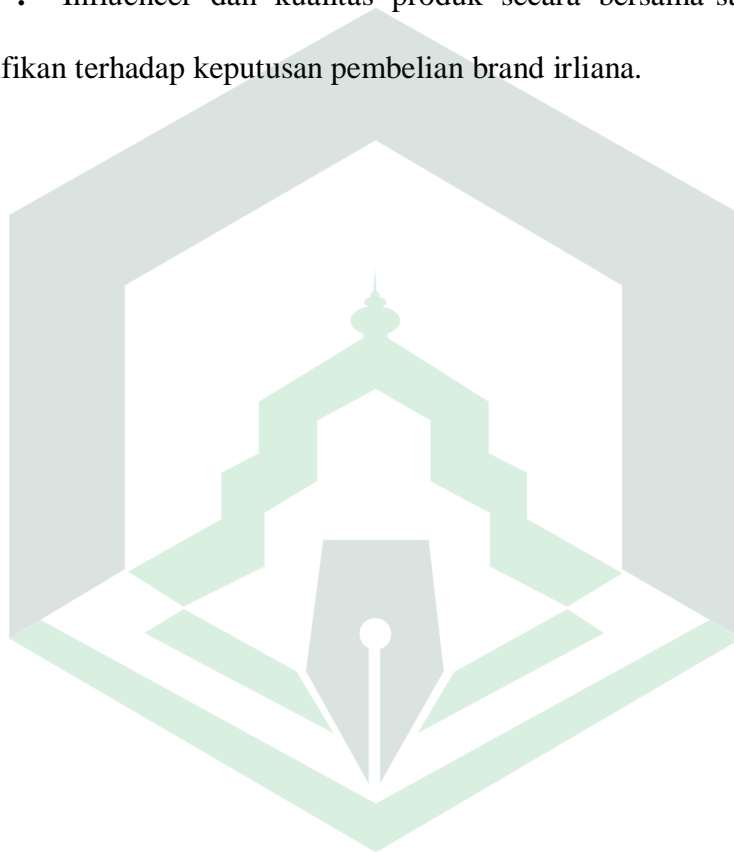 Influencer dan kualitas produk secara bersama-sa
fikan terhadap keputusan pembelian brand irliana.